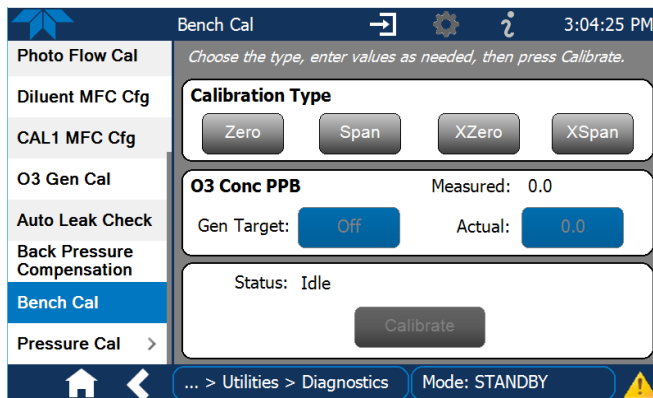 Bench Cal
3:04:25 PM
Photo Flow Cal
Diluent MFC Cfg
CAL1 MFC Cfg
O3 Gen Cal
Auto Leak Check
Back Pressure
Compensation
Bench Cal
Pressure Cal >
Choose the type, enter values as needed, then press Calibrate.
Calibration Type
Zero Span XZero XSpan
O3 Conc PPB Measured: 0.0
Gen Target: Off Actual: 0.0
Status: Idle
Calibrate
... > Utilities > Diagnostics
Mode: STANDBY